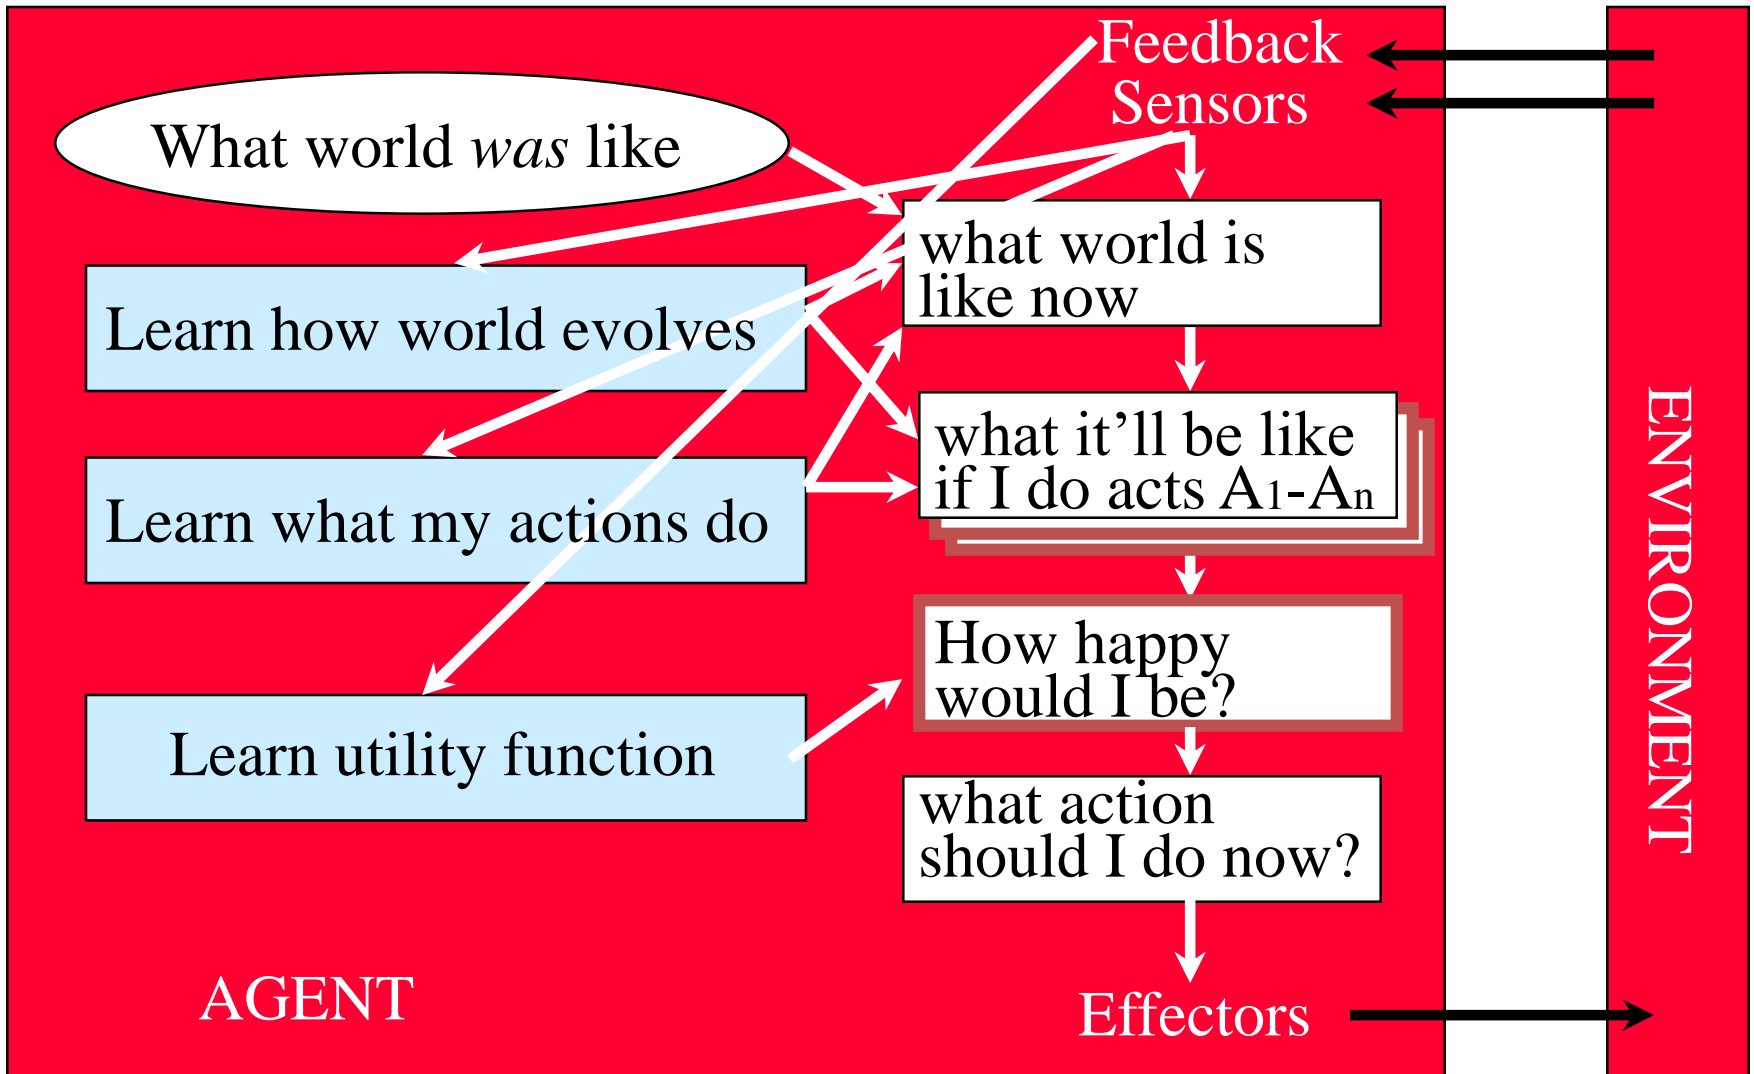 Feedback
Sensors
What world was like
what world is
like now
Learn how world evolves
what it’ll be like
if I do acts A1-An
Learn what my actions do
How happy
would I be?
Learn utility function
what action
should I do now?
AGENT
Effectors
ENVIRONMENT